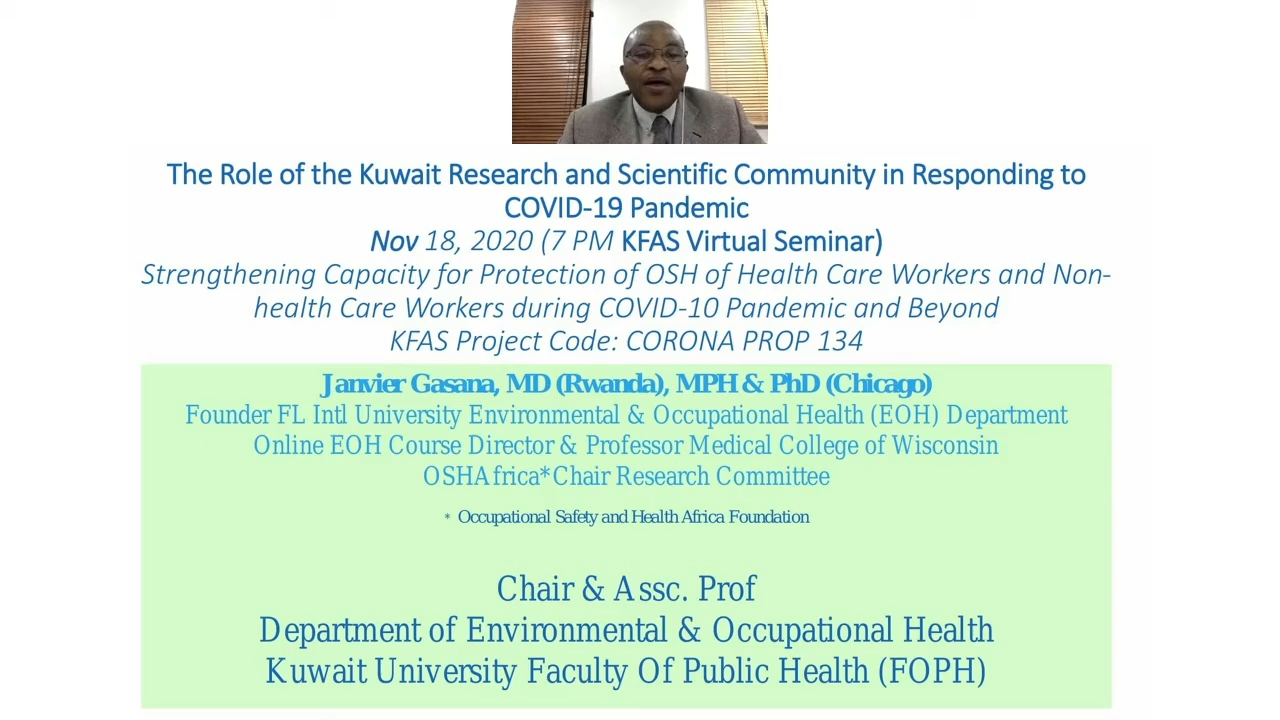 The Role of the Kuwait Research and Scientific Community in Responding to
COVID-19 Pandemic
Nov 18, 2020 (7 PM KFAS Virtual Seminar)
Strengthening Capacity for Protection of OSH of Health Care Workers and Non-
health Care Workers during COVID-10 Pandemic and Beyond
KFAS Project Code: CORONA PROP 134
Janvier Gasana, MD (Rwanda), MPH & PhD (Chicago)
Founder FL Intl University Environmental & Occupational Health (EOH) Department
Online EOH Course Director & Professor Medical College of Wisconsin
OSHAfrica* Chair Research Committee
* Occupational Safety and Health Africa Foundation
Chair & Assc. Prof
Department of Environmental & Occupational Health
Kuwait University Faculty Of Public Health (FOPH)